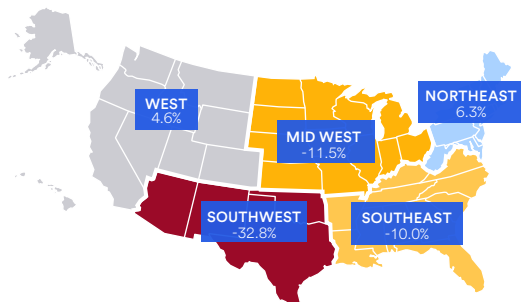 NORTHEAST
6.3%
WEST
4.6%
MID WEST
-11.5%
SOUTHWEST
-32.8%
SOUTHEAST
-10.0%